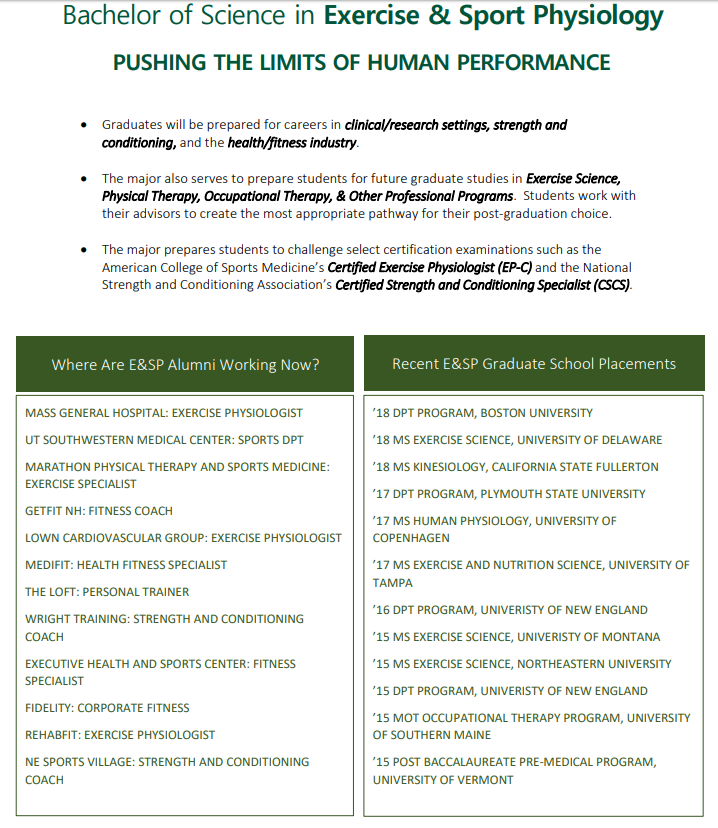 Bachelor of Science in Exercise & Sport Physiology
PUSHING THE LIMITS OF HUMAN PERFORMANCE
• Graduates will be prepared for careers in clinical/research settings, strength and
conditioning, and the health/fitness industry.
• The major also serves to prepare students for future graduate studies in Exercise Science,
Physical Therapy, Occupational Therapy, & Other Professional Programs. Students work with
their advisors to create the most appropriate pathway for their post-graduation choice.
• The major prepares students to challenge select certification examinations such as the
American College of Sports Medicine's Certified Exercise Physiologist (EP-C) and the National
Strength and Conditioning Association's Certified Strength and Conditioning Specialist (CSCS).
Where Are E&SP Alumni Working Now?
MASS GENERAL HOSPITAL: EXERCISE PHYSIOLOGIST
UT SOUTHWESTERN MEDICAL CENTER: SPORTS DPT
MARATHON PHYSICAL THERAPY AND SPORTS MEDICINE:
EXERCISE SPECIALIST
GETFIT NH: FITNESS COACH
LOWN CARDIOVASCULAR GROUP: EXERCISE PHYSIOLOGIST
MEDIFIT: HEALTH FITNESS SPECIALIST
THE LOFT: PERSONAL TRAINER
WRIGHT TRAINING: STRENGTH AND CONDITIONING
COACH
EXECUTIVE HEALTH AND SPORTS CENTER: FITNESS
SPECIALIST
FIDELITY: CORPORATE FITNESS
REHABFIT: EXERCISE PHYSIOLOGIST
NE SPORTS VILLAGE: STRENGTH AND CONDITIONING
COACH
Recent E&SP Graduate School Placements
'18 DPT PROGRAM, BOSTON UNIVERSITY
'18 MS EXERCISE SCIENCE, UNIVERSITY OF DELAWARE
'18 MS KINESIOLOGY, CALIFORNIA STATE FULLERTON
'17 DPT PROGRAM, PLYMOUTH STATE UNIVERSITY
'17 MS HUMAN PHYSIOLOGY, UNIVERSITY OF
COPENHAGEN
'17 MS EXERCISE AND NUTRITION SCIENCE, UNIVERSITY OF
TAMPA
'16 DPT PROGRAM, UNIVERISTY OF NEW ENGLAND
'15 MS EXERCISE SCIENCE, UNIVERISTY OF MONTANA
'15 MS EXERCISE SCIENCE, NORTHEASTERN UNIVERSITY
'15 DPT PROGRAM, UNIVERISTY OF NEW ENGLAND
'15 MOT OCCUPATIONAL THERAPY PROGRAM, UNIVERSITY
OF SOUTHERN MAINE
'15 POST BACCALAUREATE PRE-MEDICAL PROGRAM,
UNIVERSITY OF VERMONT